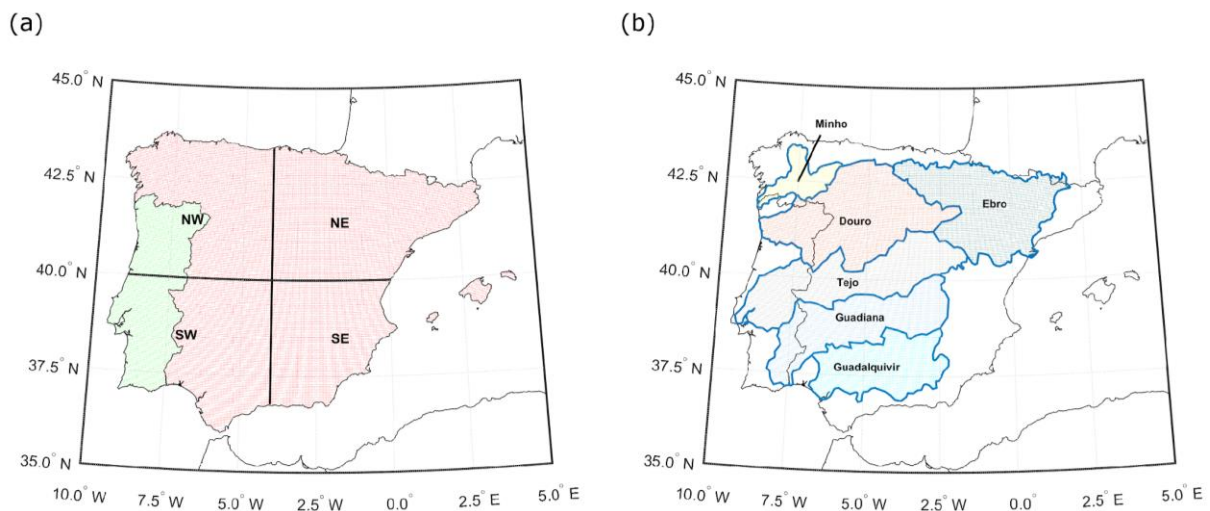 (a)
45.0° N
42.5° N
40.0° N
37.5° N
35.0° N
10.0° W
7.5° W
5.0° W
2.5° W
0.0°
2.5° E
5.0° E
NW
NE
SW
SE
(b)
45.0° N
42.5° N
40.0° N
37.5° N
35.0° N
10.0° W
7.5° W
5.0° W
2.5° W
0.0°
2.5° E
5.0° E
Minho
Ebro
Douro
Tejo
Guadiana
Guadalquivir